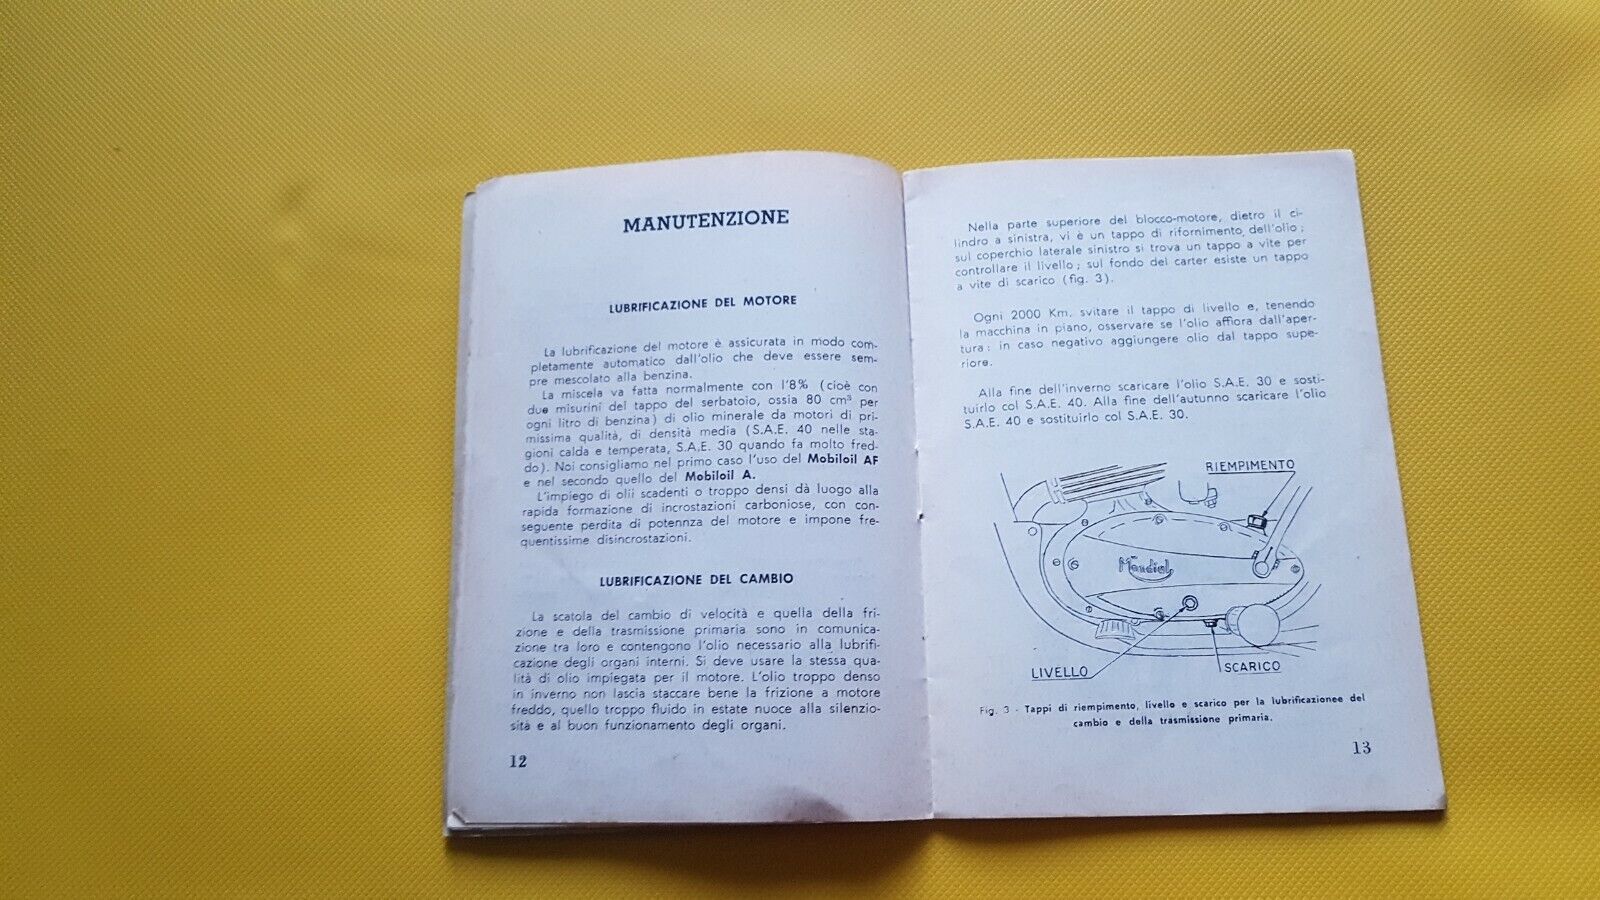 MANUTENZIONE
LUBRIFICAZIONE DEL MOTORE
La lubrificazione del motore è assicurata in modo com-
pletamente automatico dall'olio che deve essere sem-
pre mescolato alla benzina.
La miscela va fatta normalmente con l'8% (cioè con
due misurini del tappo del serbatoio, ossia 80 cm³ per
ogni litro di benzina) di olio minerale da motori di pri-
missima qualità, di densità media (S.A.E. 40 nelle sta-
gioni calda e temperata, S.A.E. 30 quando fa molto fred-
do). Noi consigliamo nel primo caso l'uso del Mobiloil AF
e nel secondo quello del Mobiloil A.
L'impiego di olii scadenti o troppo densi dà luogo alla
rapida formazione di incrostazioni carboniose, con con-
seguente perdita di potennza del motore e impone fre-
quentissime disincrostazioni.
LUBRIFICAZIONE DEL CAMBIO
La scatola del cambio di velocità e quella della fri-
zione e della trasmissione primaria sono in comunica-
zione tra loro e contengono l'olio necessario alla lubrifi-
cazione degli organi interni. Si deve usare la stessa qua-
lità di olio impiegata per il motore. L'olio troppo denso
in inverno non lascia staccare bene la frizione a motore
freddo, quello troppo fluido in estate nuoce alla silenzio-
sità e al buon funzionamento degli organi.
12
Nella parte superiore del blocco-motore, dietro il ci-
lindro a sinistra, vi è un tappo di rifornimento dell'olio;
sul coperchio laterale sinistro si trova un tappo a vite per
controllare il livello; sul fondo del carter esiste un tappo
a vite di scarico (fig. 3).
Ogni 2000 Km. svitare il tappo di livello e, tenendo
la macchina in piano, osservare se l'olio affiora dall'aper-
tura: in caso negativo aggiungere olio dal tappo supe-
riore.
Alla fine dell'inverno scaricare l'olio S.A.E. 30 e sosti-
tuirlo col S.A.E. 40. Alla fine dell'autunno scaricare l'olio
S.A.E. 40 e sostituirlo col S.A.E. 30.
RIEMPIMENTO
Mondial
LIVELLO
SCARICO
Fig. 3 - Tappi di riempimento, livello e scarico per la lubrificazionee del
cambio e della trasmissione primaria.
13